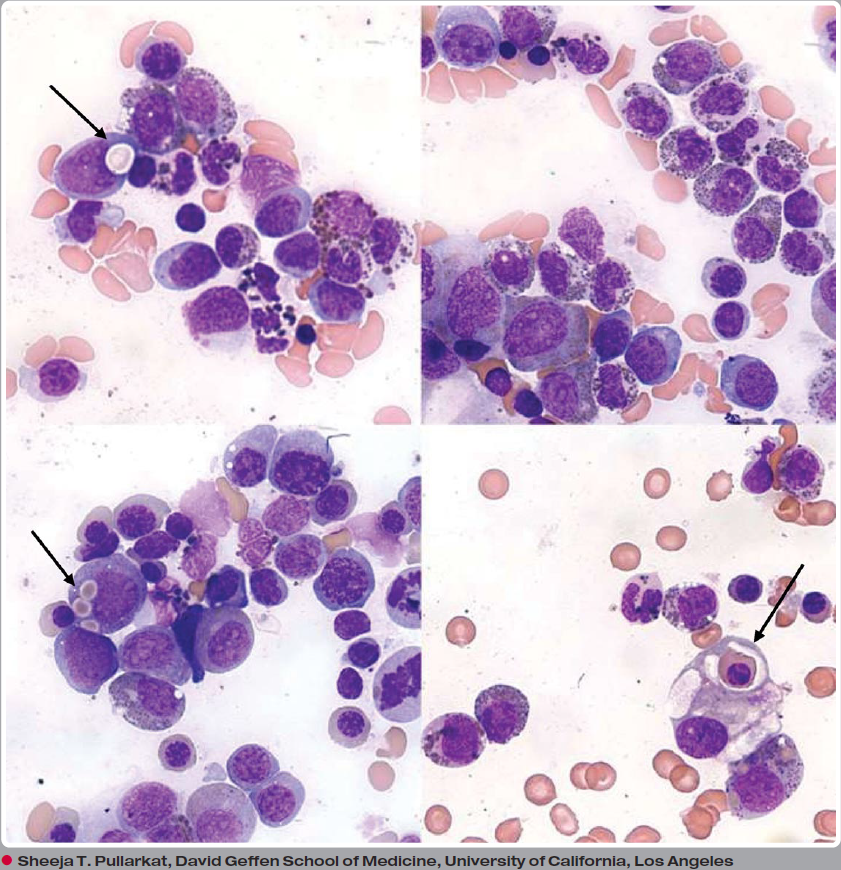 Sheeja T. Pullarkat, David Geffen School of Medicine, University of California, Los Angeles